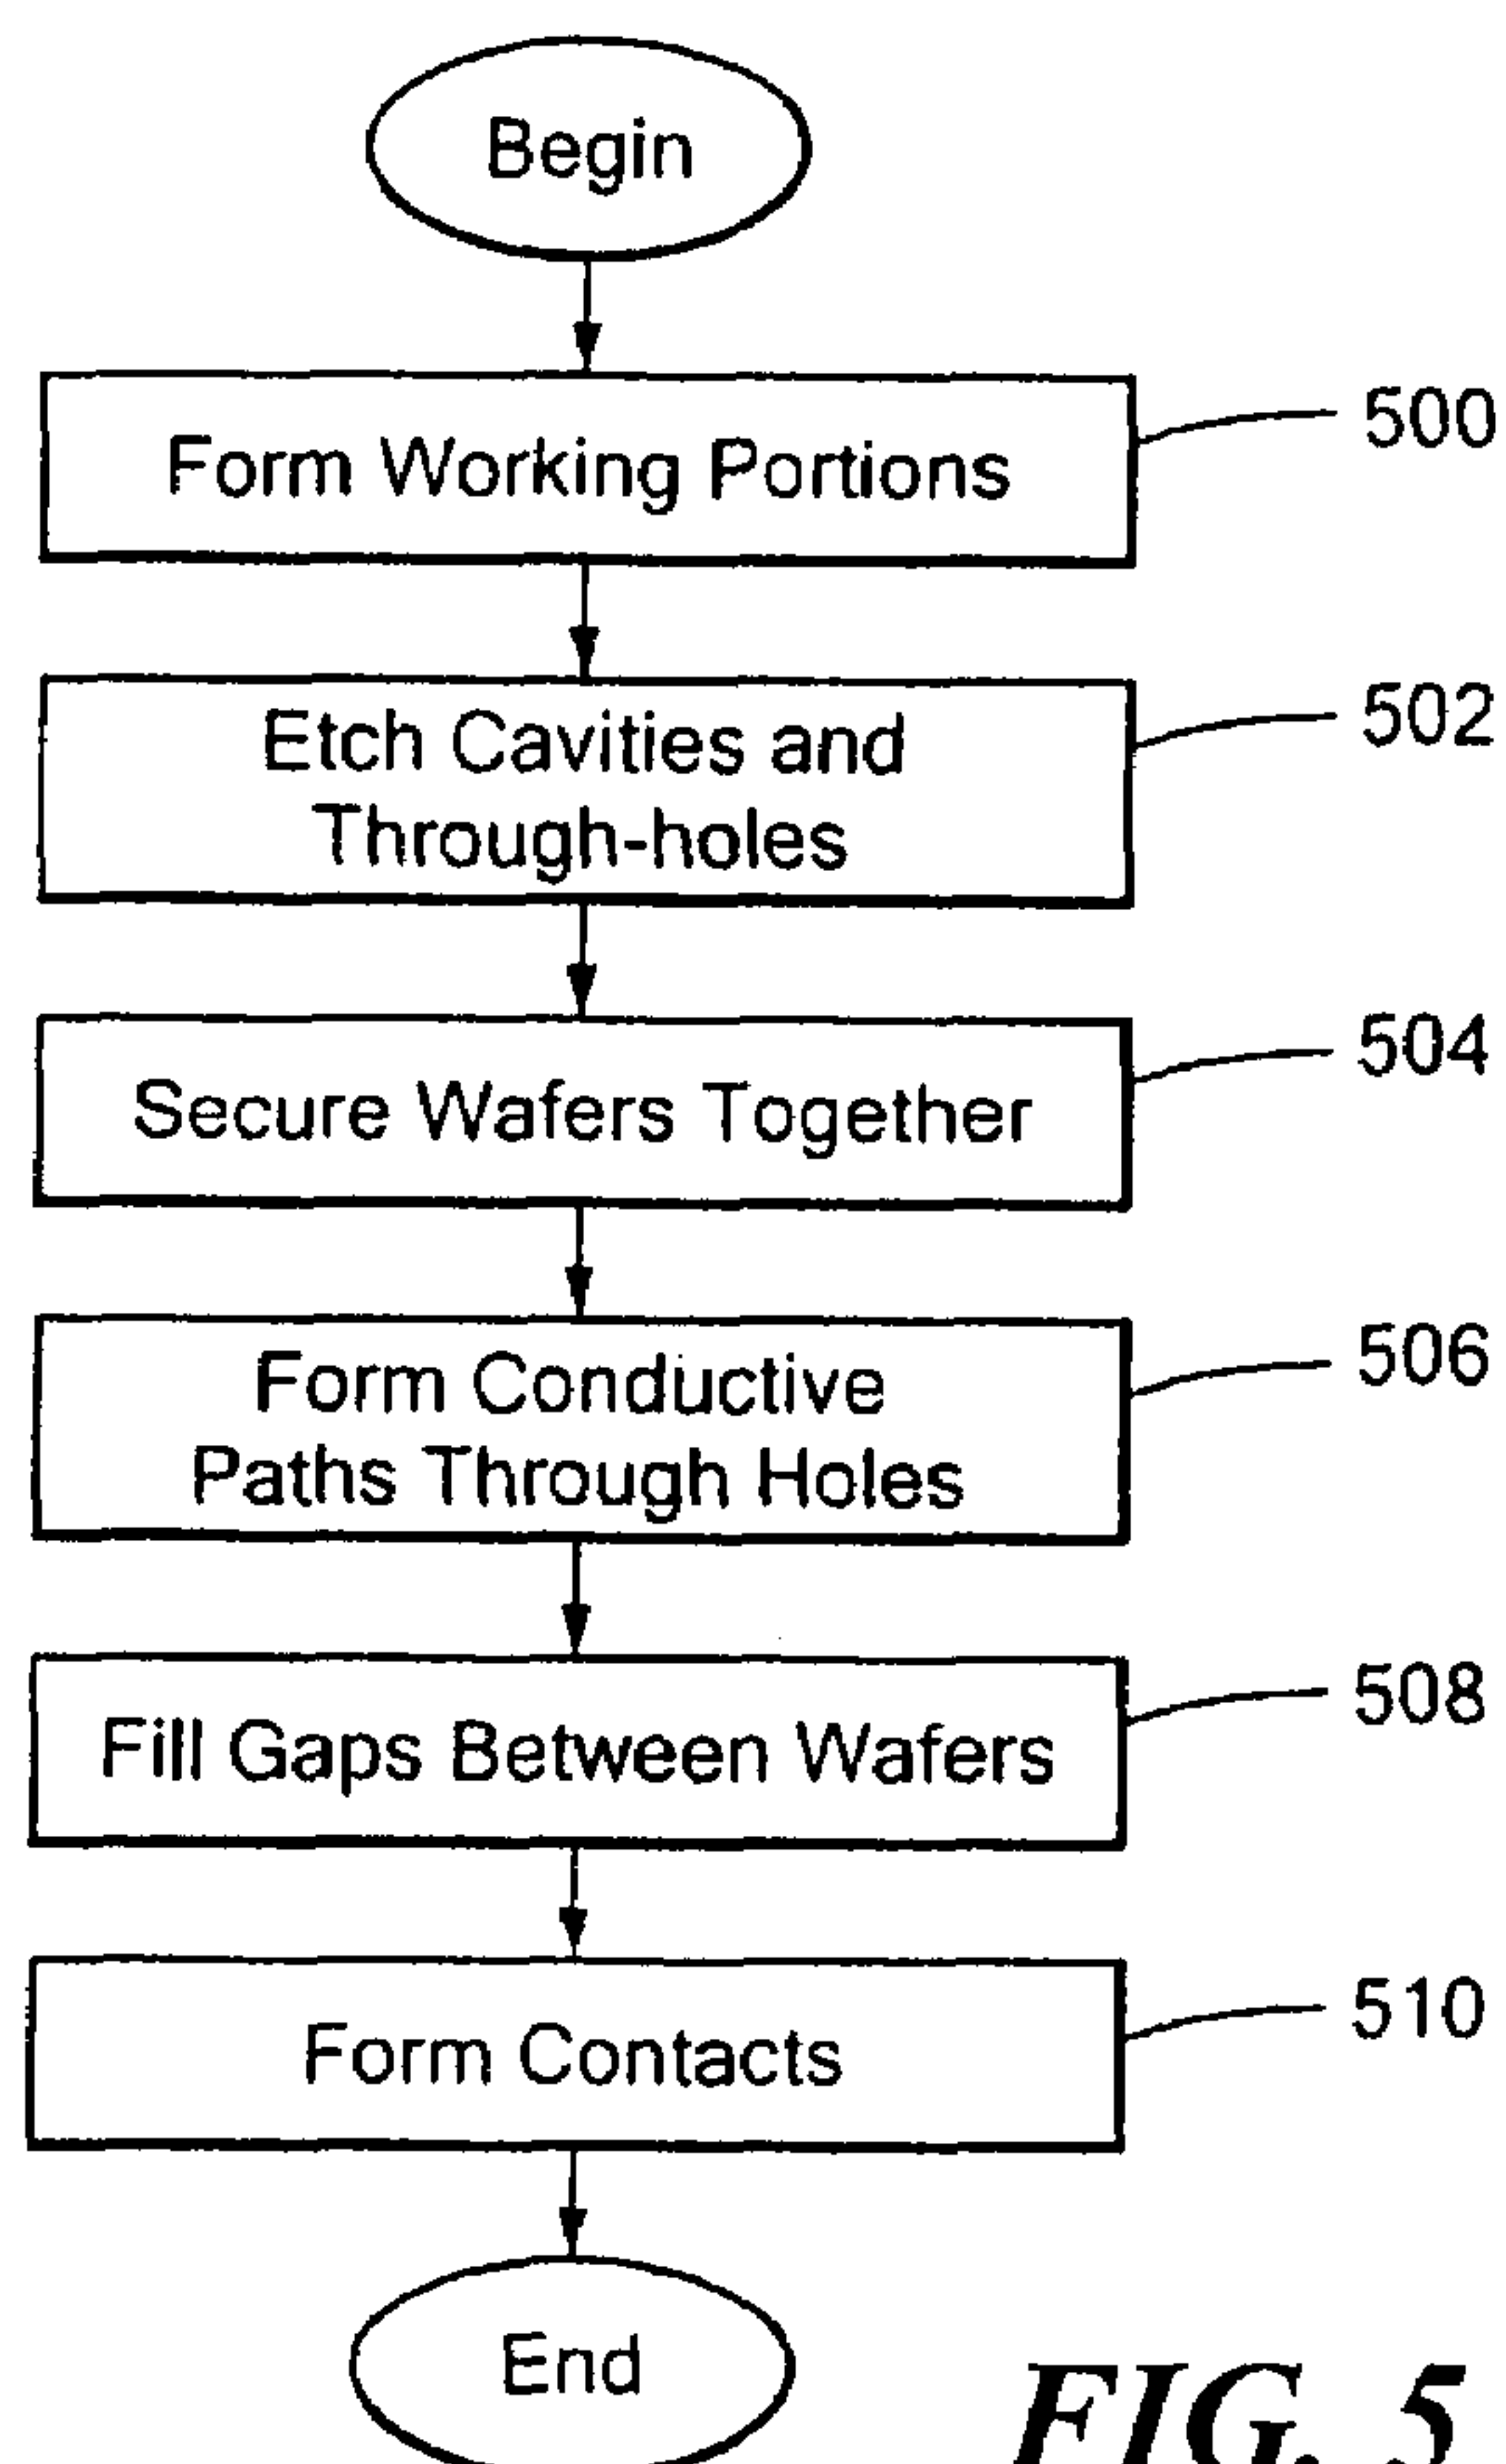 Begin
Form Working Portions
500
Etch Cavities and
Through-holes
502
Secure Wafers Together
504
Form Conductive
Paths Through Holes
506
Fill Gaps Between Wafers
508
Form Contacts
510
End
FIG. 5